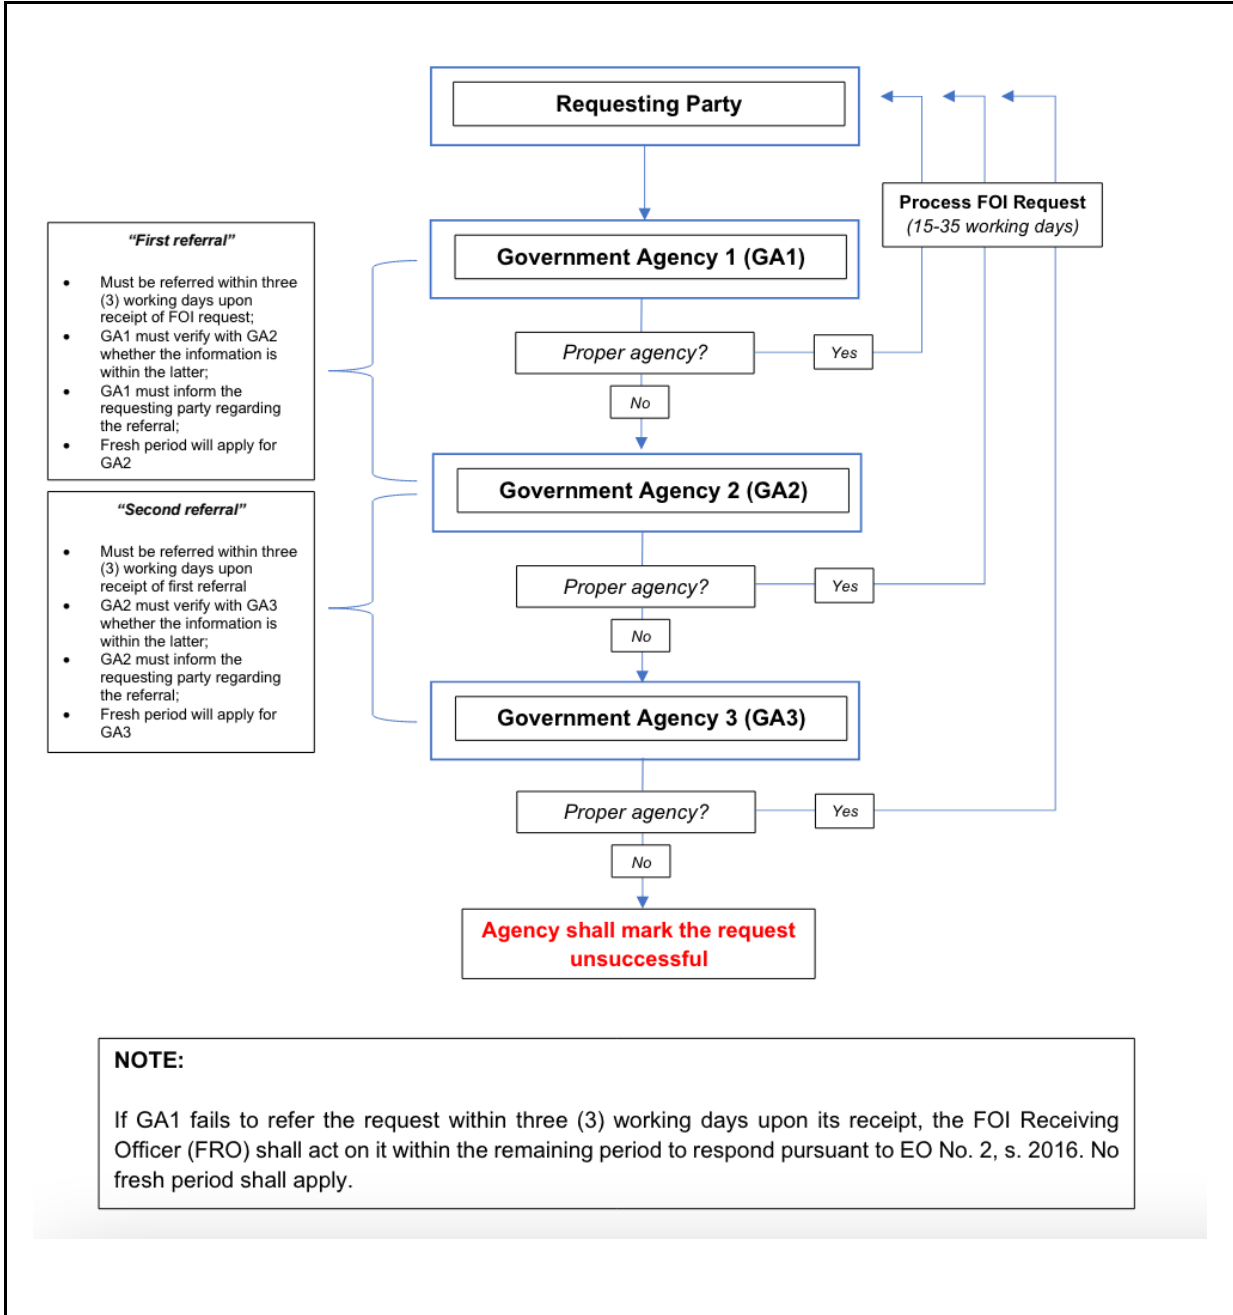 Requesting Party
Process FOI Request
(15-35 working days)
Government Agency 1 (GA1)
“First referral”
• Must be referred within three
(3) working days upon
receipt of FOI request;
• GA1 must verify with GA2
whether the information is
within the latter;
• GA1 must inform the
requesting party regarding
the referral;
• Fresh period will apply for
GA2
Proper agency?
Yes
No
Government Agency 2 (GA2)
“Second referral”
• Must be referred within three
(3) working days upon
receipt of first referral
• GA2 must verify with GA3
whether the information is
within the latter;
• GA2 must inform the
requesting party regarding
the referral;
• Fresh period will apply for
GA3
Proper agency?
Yes
No
Government Agency 3 (GA3)
Proper agency?
Yes
No
Agency shall mark the request
unsuccessful
NOTE:
If GA1 fails to refer the request within three (3) working days upon its receipt, the FOI Receiving
Officer (FRO) shall act on it within the remaining period to respond pursuant to EO No. 2, s. 2016. No
fresh period shall apply.